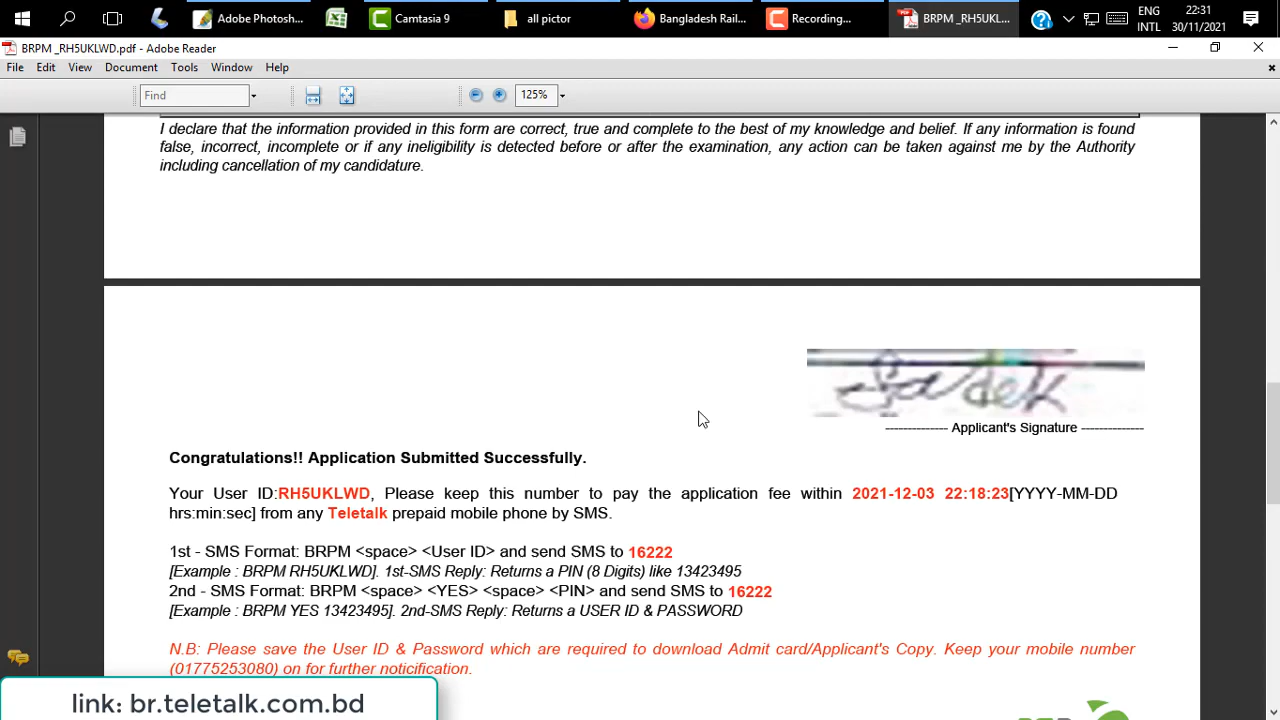 Adobe Photosh...
Camtasia 9
all pictor
Bangladesh Rail...
Recording...
BRPM _RH5UKL...
ENG
INTL
22:31
30/11/2021
BRPM _RH5UKLWD.pdf - Adobe Reader
File Edit View Document Tools Window Help
Find
125%
I declare that the information provided in this form are correct, true and complete to the best of my knowledge and belief. If any information is found
false, incorrect, incomplete or if any ineligibility is detected before or after the examination, any action can be taken against me by the Authority
including cancellation of my candidature.
Sadek
-------------- Applicant's Signature --------------
Congratulations!! Application Submitted Successfully.
Your User ID:RH5UKLWD, Please keep this number to pay the application fee within 2021-12-03 22:18:23[YYYY-MM-DD
hrs:min:sec] from any Teletalk prepaid mobile phone by SMS.
1st - SMS Format: BRPM <space> <User ID> and send SMS to 16222
[Example : BRPM RH5UKLWD]. 1st-SMS Reply: Returns a PIN (8 Digits) like 13423495
2nd - SMS Format: BRPM <space> <YES> <space> <PIN> and send SMS to 16222
[Example : BRPM YES 13423495]. 2nd-SMS Reply: Returns a USER ID & PASSWORD
N.B: Please save the User ID & Password which are required to download Admit card/Applicant's Copy. Keep your mobile number
(01775253080) on for further noticification.
link: br.teletalk.com.bd